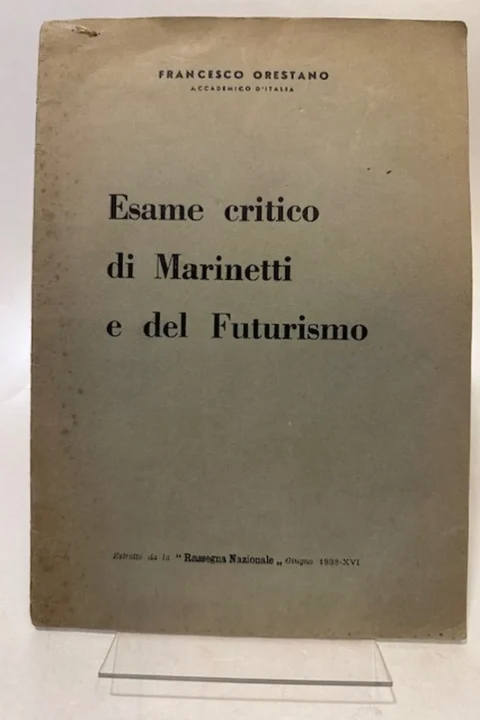 FRANCESCO ORESTANO
ACCADEMICO D'ITALIA
Esame critico
di Marinetti
e del Futurismo
Estratto da la "Rassegna Nazionale„ Giugno 1938-XVI